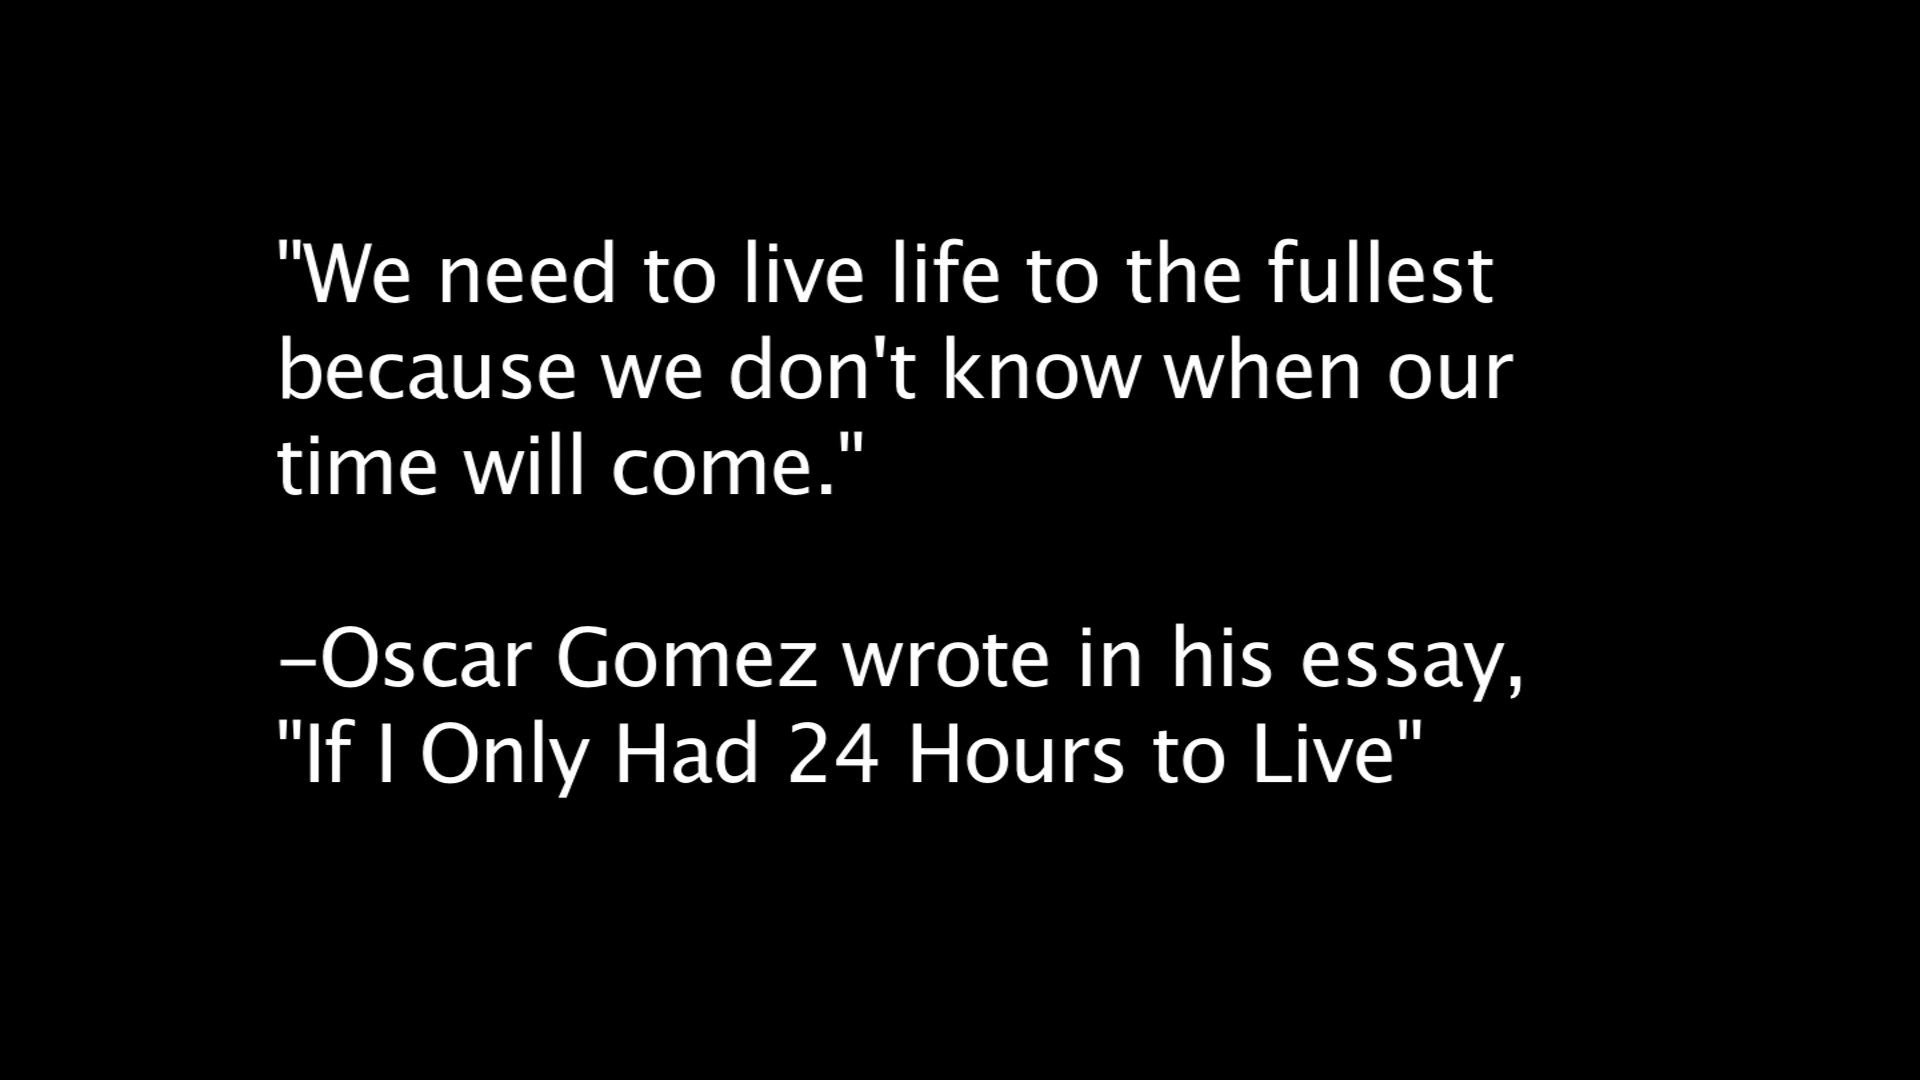 "We need to live life to the fullest
because we don't know when our
time will come."
–Oscar Gomez wrote in his essay,
"If I Only Had 24 Hours to Live"